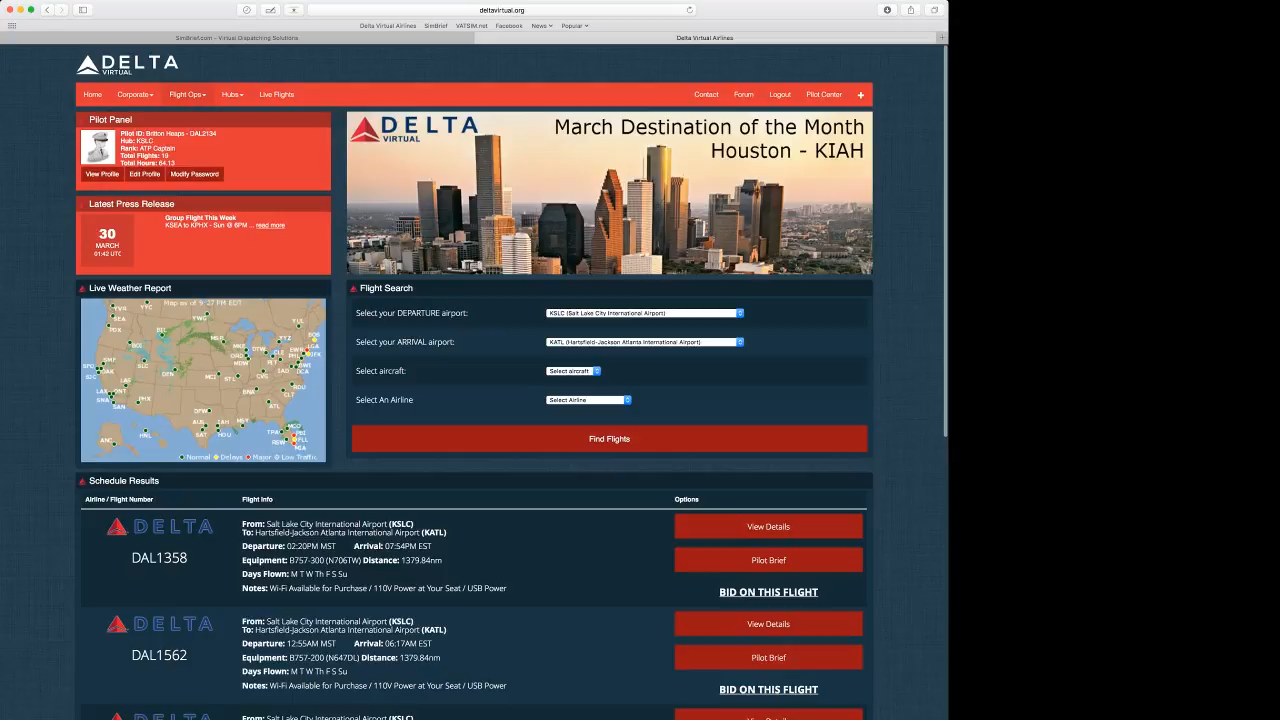 deltavirtual.org
Delta Virtual Airlines SimBrief VATSIM.net Facebook News Popular
SimBrief.com - Virtual Dispatching Solutions
Delta Virtual Airlines
DELTA
VIRTUAL
Home Corporate Flight Ops Hubs Live Flights Contact Forum Logout Pilot Center +
Pilot Panel
Pilot ID: Britton Heaps - DAL2134
Hub: KSLC
Rank: ATP Captain
Total Flights: 19
Total Hours: 64.13
View Profile Edit Profile Modify Password
Latest Press Release
30
MARCH
01:42 UTC
Group Flight This Week
KSEA to KPHX - Sun @ 6PM ... read more
DELTA
VIRTUAL
March Destination of the Month
Houston - KIAH
Live Weather Report
Normal Delays Major Low Traffic
Flight Search
Select your DEPARTURE airport: KSLC (Salt Lake City International Airport)
Select your ARRIVAL airport: KATL (Hartsfield-Jackson Atlanta International Airport)
Select aircraft: Select aircraft
Select An Airline Select Airline
Find Flights
Schedule Results
Airline / Flight Number Flight Info Options
DELTA
DAL1358
From: Salt Lake City International Airport (KSLC)
To: Hartsfield-Jackson Atlanta International Airport (KATL)
Departure: 02:20PM MST Arrival: 07:54PM EST
Equipment: B757-300 (N706TW) Distance: 1379.84nm
Days Flown: M T W Th F S Su
Notes: Wi-Fi Available for Purchase / 110V Power at Your Seat / USB Power
View Details
Pilot Brief
BID ON THIS FLIGHT
DELTA
DAL1562
From: Salt Lake City International Airport (KSLC)
To: Hartsfield-Jackson Atlanta International Airport (KATL)
Departure: 12:55AM MST Arrival: 06:17AM EST
Equipment: B757-200 (N647DL) Distance: 1379.84nm
Days Flown: M T W Th F S Su
Notes: Wi-Fi Available for Purchase / 110V Power at Your Seat / USB Power
View Details
Pilot Brief
BID ON THIS FLIGHT
From: Salt Lake City International Airport (KSLC)